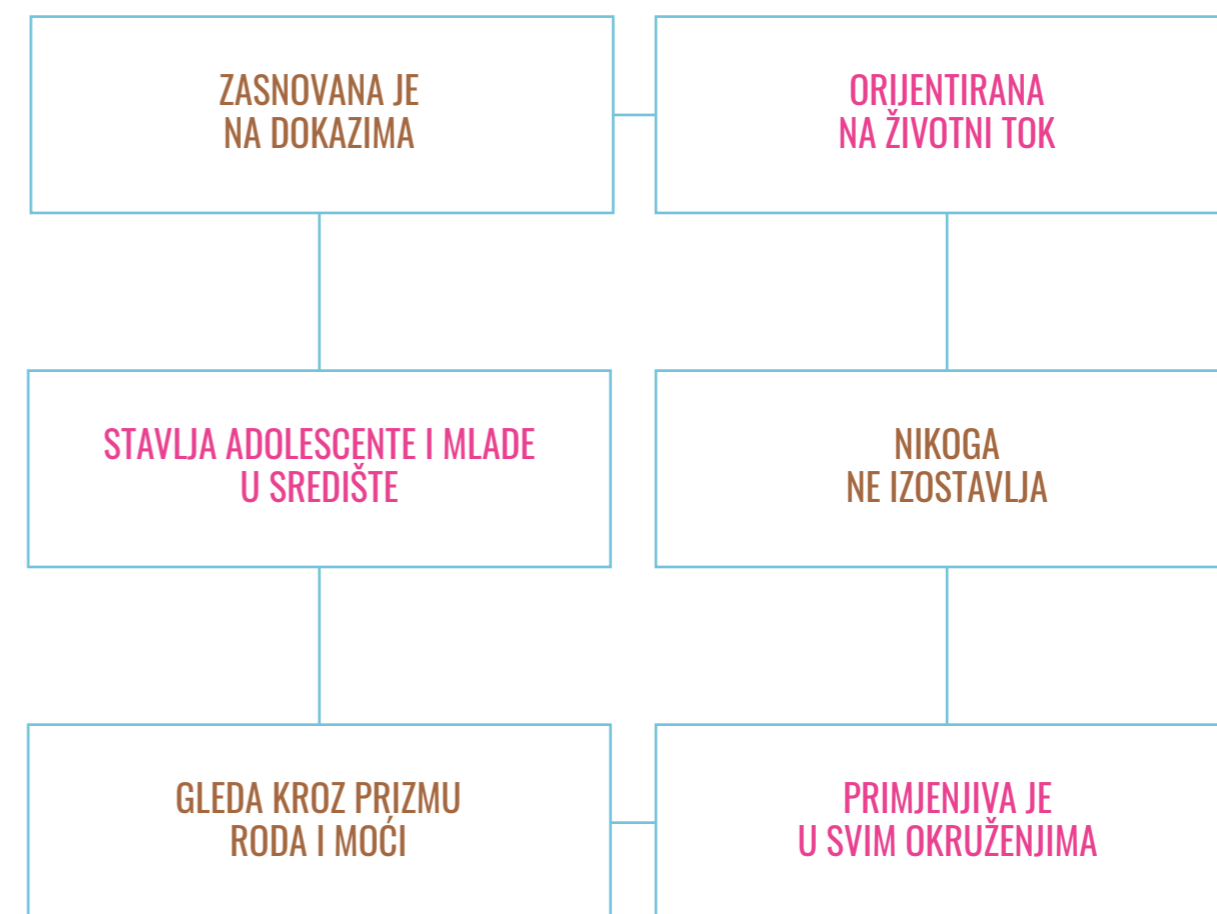 ZASNOVANA JE
NA DOKAZIMA
ORIJENTIRANA
NA ŽIVOTNI TOK
STAVLJA ADOLESCENTE I MLADE
U SREDIŠTE
NIKOGA
NE IZOSTAVLJA
GLEDA KROZ PRIZMU
RODA I MOĆI
PRIMJENJIVA JE
U SVIM OKRUŽENJIMA